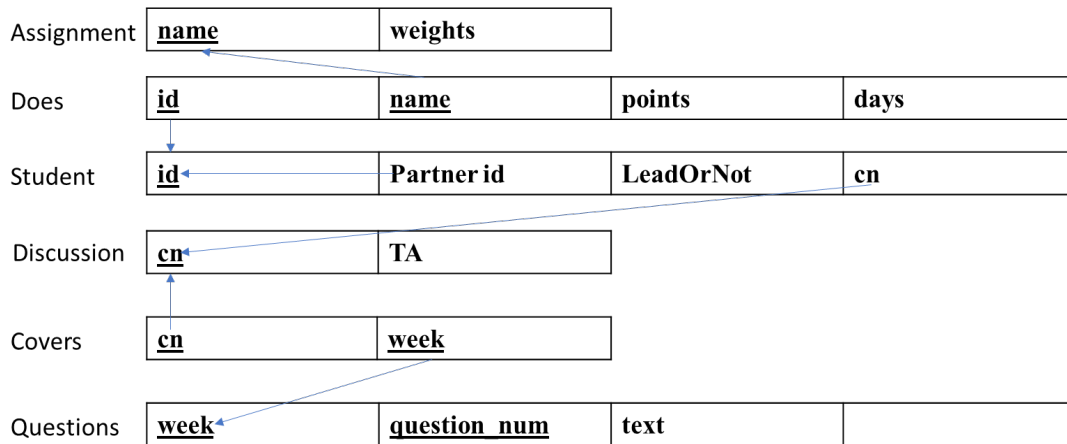 Assignment name weights
Does id name points days
Student id Partner id LeadOrNot cn
Discussion cn TA
Covers cn week
Questions week question_num text